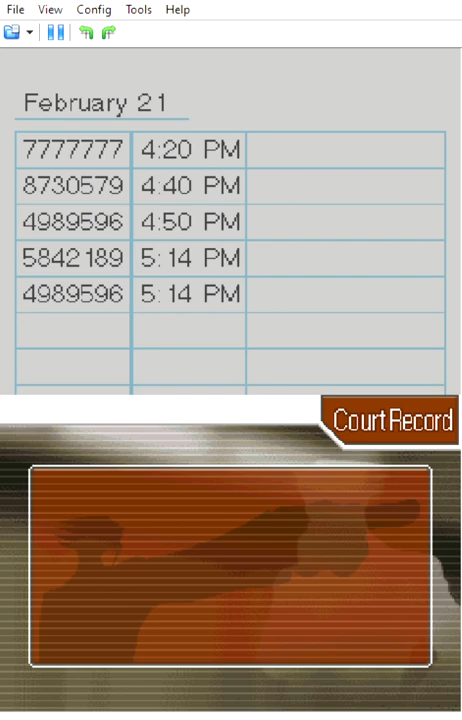 File View Config Tools Help
February 21
7777777 4:20 PM
8730579 4:40 PM
4989596 4:50 PM
5842189 5:14 PM
4989596 5:14 PM
Court Record